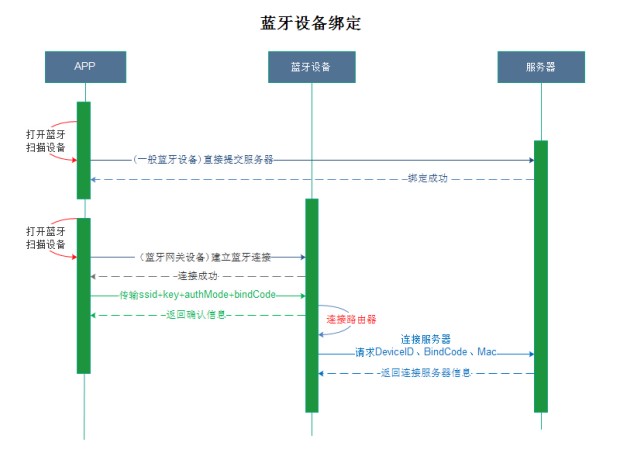 蓝牙设备绑定
APP
蓝牙设备
服务器
打开蓝牙
扫描设备
(一般蓝牙设备)直接提交服务器
绑定成功
打开蓝牙
扫描设备
(蓝牙网关设备)建立蓝牙连接
连接成功
传输ssid+key+authMode+bindCode
返回确认信息
连接路由器
连接服务器
请求DeviceID、BindCode、Mac
返回连接服务器信息